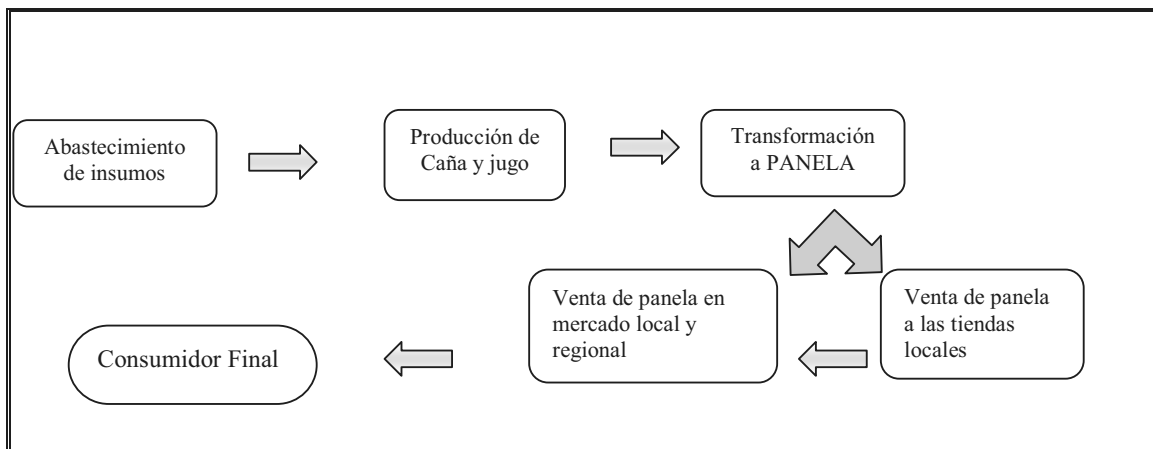 Abastecimiento
de insumos
Producción de
Caña y jugo
Transformación
a PANELA
Venta de panela en
mercado local y
regional
Venta de panela
a las tiendas
locales
Consumidor Final